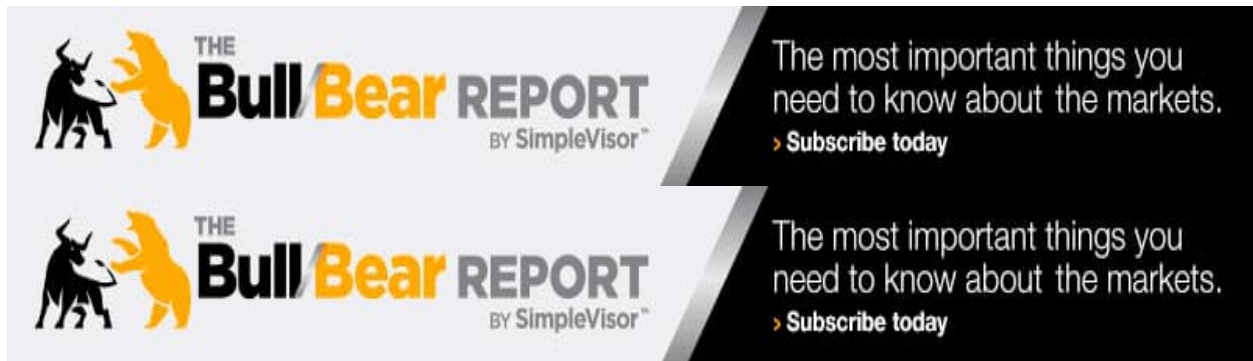 THE
Bull/Bear REPORT
BY SimpleVisor™
The most important things you
need to know about the markets.
› Subscribe today
THE
Bull/Bear REPORT
BY SimpleVisor™
The most important things you
need to know about the markets.
› Subscribe today